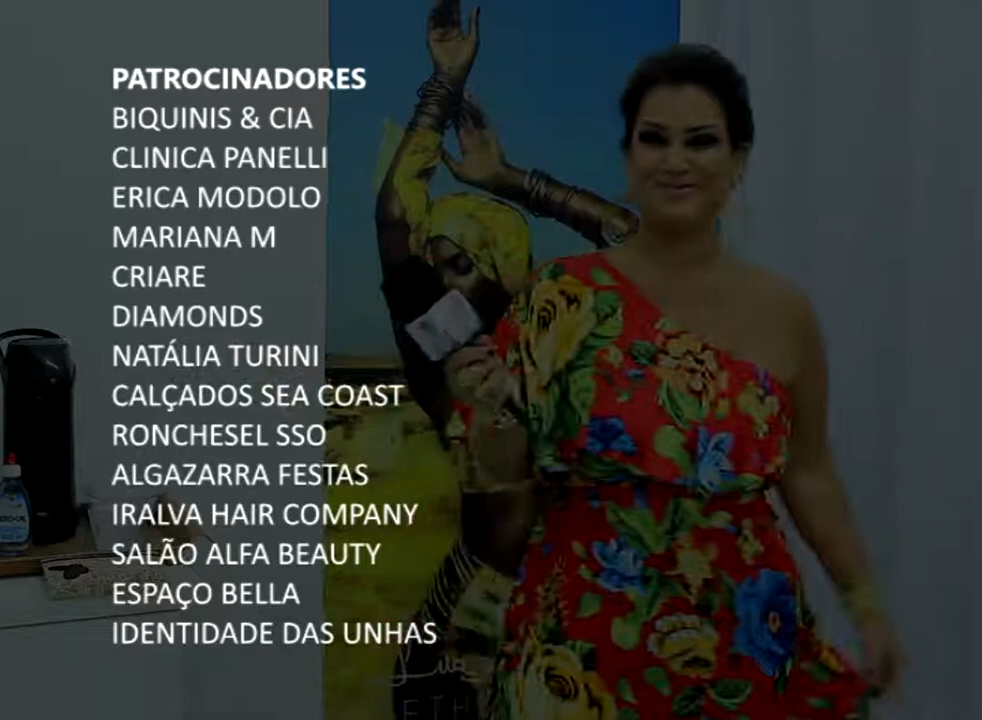 PATROCINADORES
BIQUINIS & CIA
CLINICA PANELLI
ERICA MODOLO
MARIANA M
CRIARE
DIAMONDS
NATÁLIA TURINI
CALÇADOS SEA COAST
RONCHESEL SSO
ALGAZARRA FESTAS
IRALVA HAIR COMPANY
SALÃO ALFA BEAUTY
ESPAÇO BELLA
IDENTIDADE DAS UNHAS